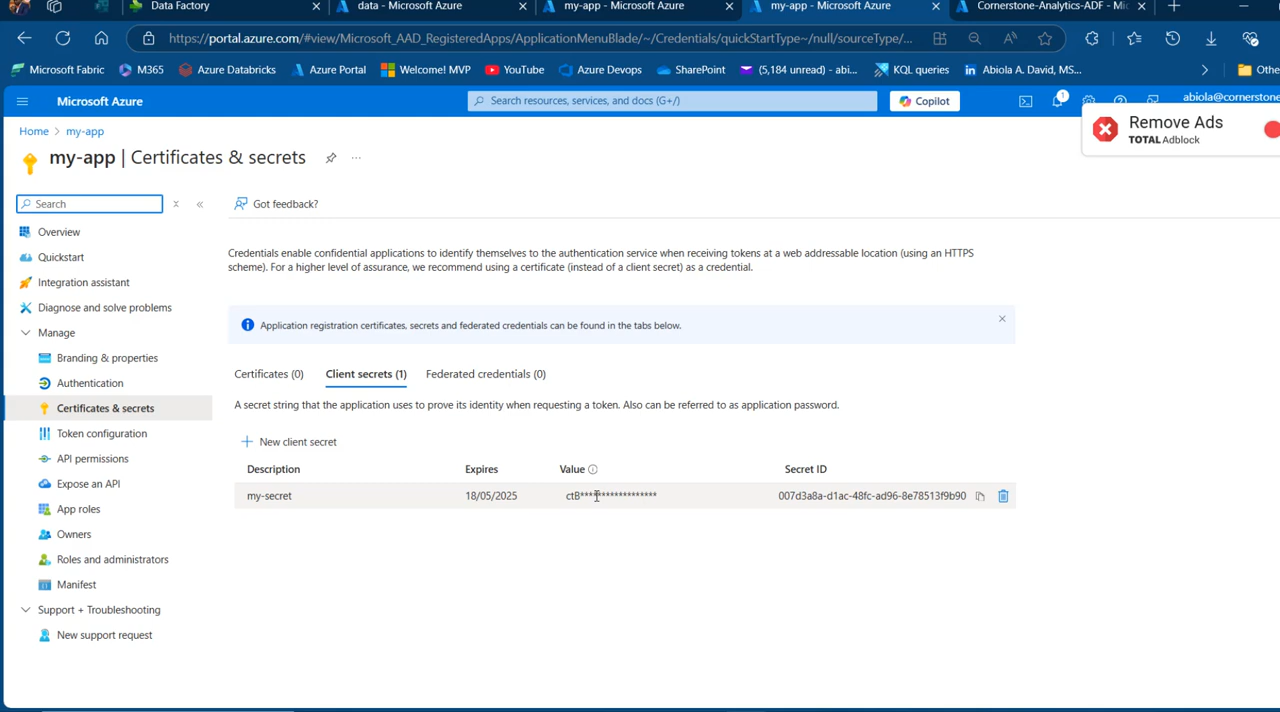 Data Factory
data - Microsoft Azure
my-app - Microsoft Azure
my-app - Microsoft Azure
Cornerstone-Analytics-ADF - Mic
https://portal.azure.com/#view/Microsoft_AAD_RegisteredApps/ApplicationMenuBlade/~/Credentials/quickStartType~/null/sourceType/...
Microsoft Fabric
M365
Azure Databricks
Azure Portal
Welcome! MVP
YouTube
Azure Devops
SharePoint
(5,184 unread) - abi...
KQL queries
Abiola A. David, MS...
Othe
Microsoft Azure
Search resources, services, and docs (G+/)
Copilot
1
abiola@cornerstone
Remove Ads
TOTAL Adblock
Home > my-app
my-app | Certificates & secrets
Search
Got feedback?
Overview
Quickstart
Integration assistant
Diagnose and solve problems
Manage
Branding & properties
Authentication
Certificates & secrets
Token configuration
API permissions
Expose an API
App roles
Owners
Roles and administrators
Manifest
Support + Troubleshooting
New support request
Credentials enable confidential applications to identify themselves to the authentication service when receiving tokens at a web addressable location (using an HTTPS
scheme). For a higher level of assurance, we recommend using a certificate (instead of a client secret) as a credential.
Application registration certificates, secrets and federated credentials can be found in the tabs below.
Certificates (0)
Client secrets (1)
Federated credentials (0)
A secret string that the application uses to prove its identity when requesting a token. Also can be referred to as application password.
New client secret
Description
Expires
Value
Secret ID
my-secret
18/05/2025
ctB******************
007d3a8a-d1ac-48fc-ad96-8e78513f9b90